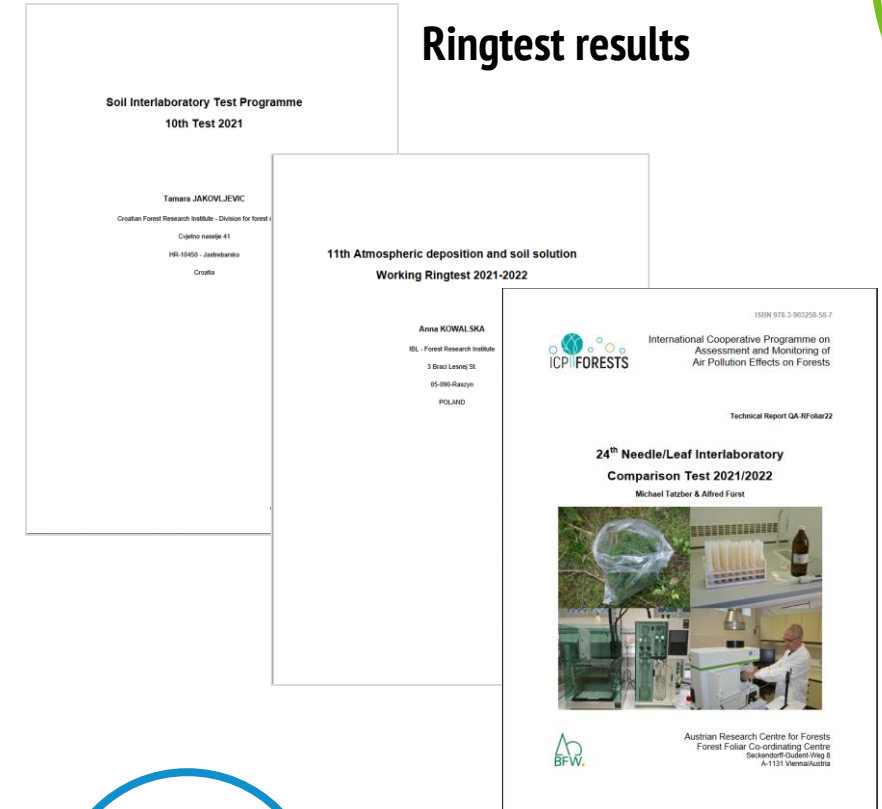 Ringtest results
Soil Interlaboratory Test Programme
10th Test 2021
Tamara JAKOVLJEVIC
Croatian Forest Research Institute - Division for forest
Cvjetno naselje 41
HR-10450 - Jastrebarsko
Croatia
11th Atmospheric deposition and soil solution
Working Ringtest 2021-2022
Anna KOWALSKA
IBL - Forest Research Institute
3 Braci Lesnej St.
05-090-Raszyn
POLAND
ISBN 978-3-903258-58-7
ICP FORESTS
International Cooperative Programme on
Assessment and Monitoring of
Air Pollution Effects on Forests
Technical Report QA-RFoliar22
24th Needle/Leaf Interlaboratory
Comparison Test 2021/2022
Michael Tatzber & Alfred Fürst
BFW.
Austrian Research Centre for Forests
Forest Foliar Co-ordinating Centre
Seckendorff-Gudent-Weg 8
A-1131 Vienna/Austria